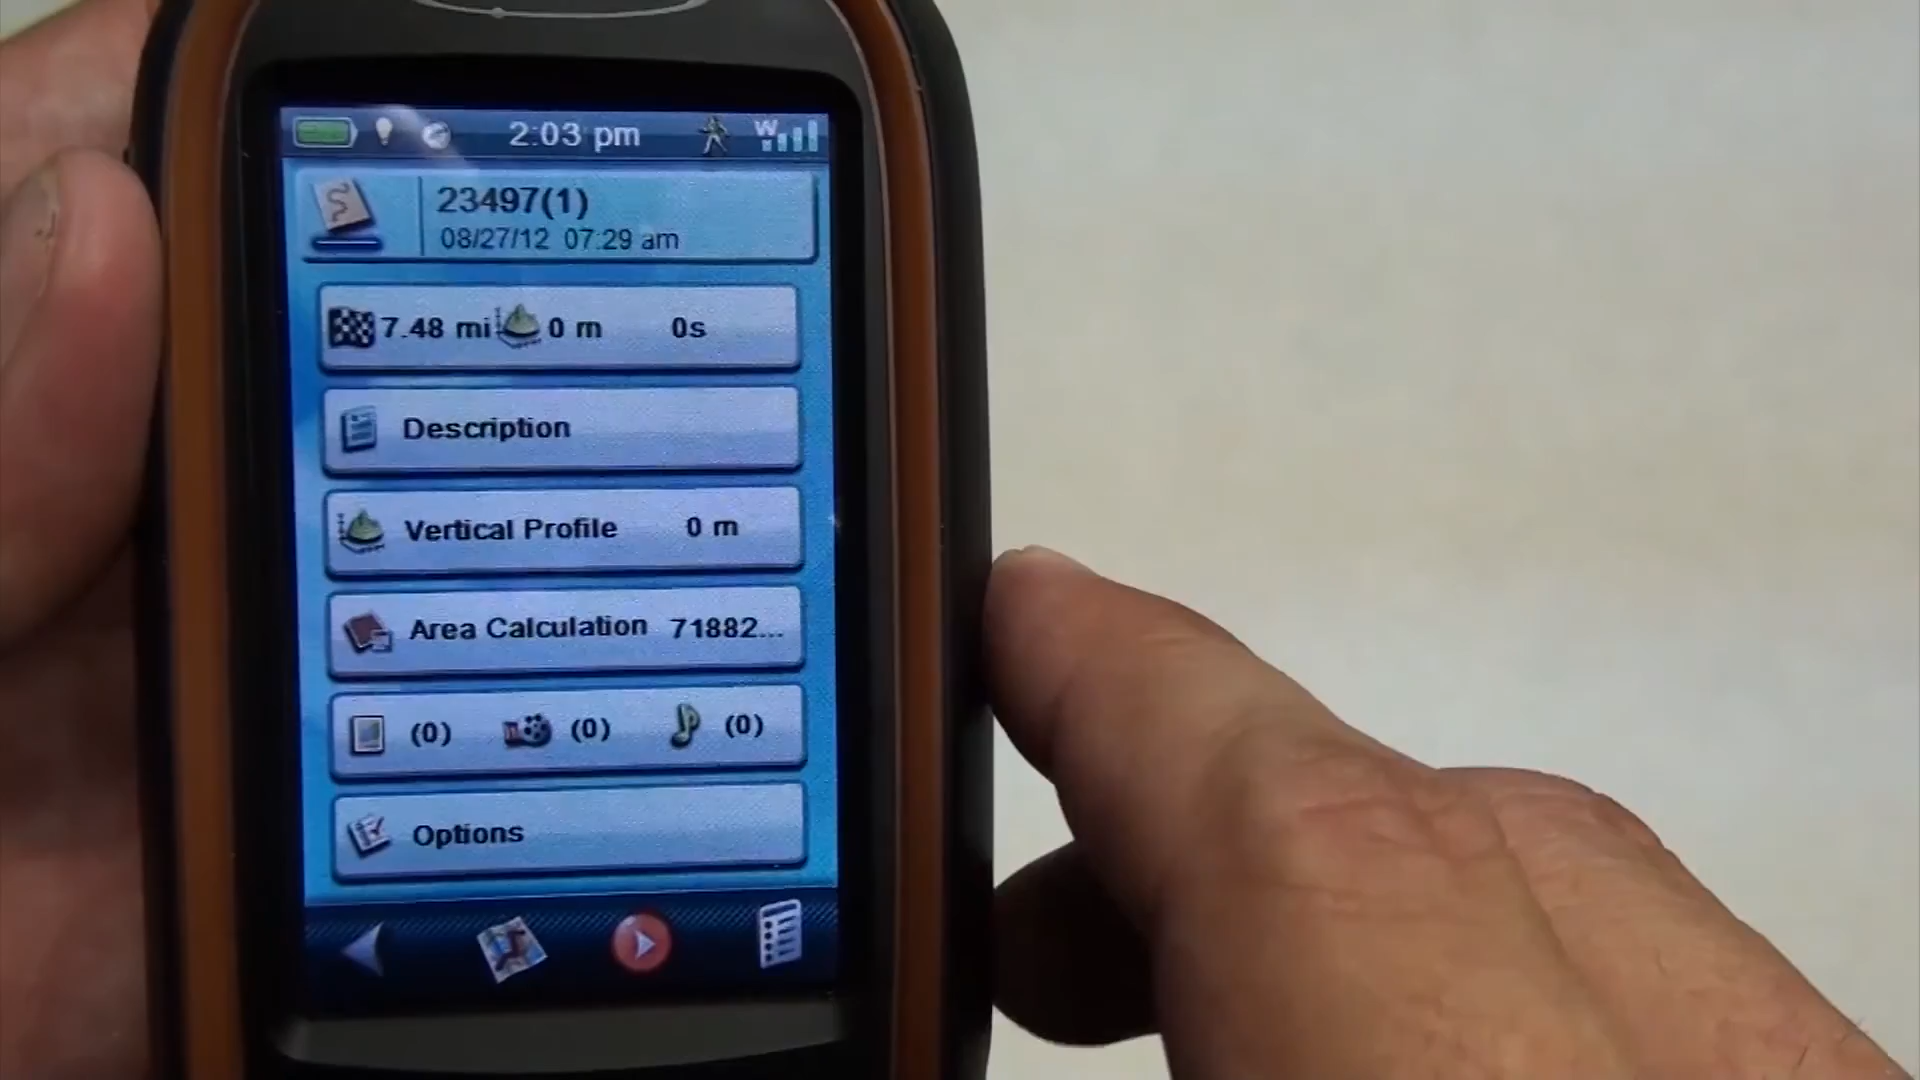 2:03 pm
W
23497(1)
08/27/12 07:29 am
7.48 mi 0 m 0s
Description
Vertical Profile 0 m
Area Calculation 71882...
(0) (0) (0)
Options